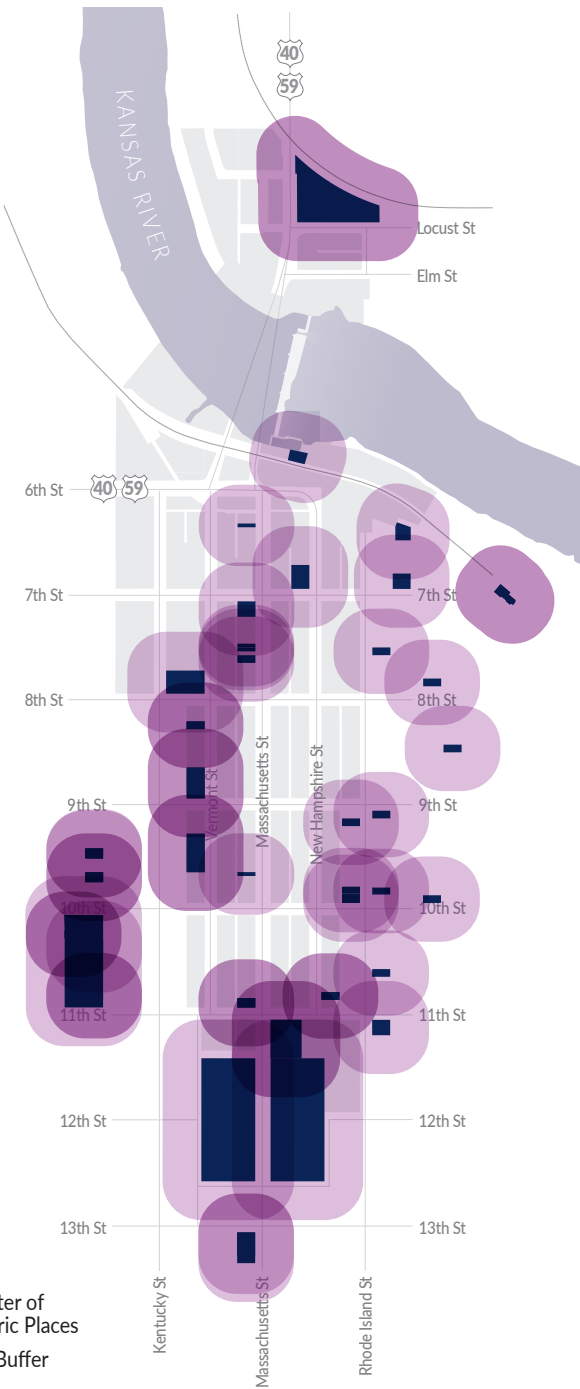 40
59
KANSAS RIVER
Locust St
Elm St
6th St
40 59
7th St
7th St
8th St
8th St
Vermont St
Massachusetts St
New Hampshire St
9th St
9th St
10th St
10th St
11th St
11th St
12th St
12th St
13th St
13th St
Kentucky St
Massachusetts St
Rhode Island St
ter of
ric Places
Buffer